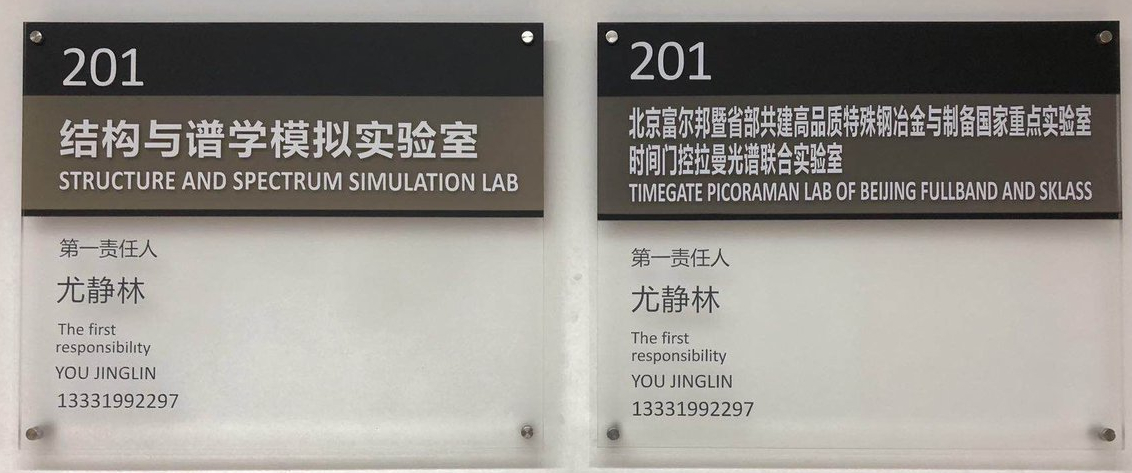 201
结构与谱学模拟实验室
STRUCTURE AND SPECTRUM SIMULATION LAB
第一责任人
尤静林
The first
responsibility
YOU JINGLIN
13331992297
201
北京富尔邦暨省部共建高品质特殊钢冶金与制备国家重点实验室
时间门控拉曼光谱联合实验室
TIMEGATE PICORAMAN LAB OF BEIJING FULLBAND AND SKLASS
第一责任人
尤静林
The first
responsibility
YOU JINGLIN
13331992297